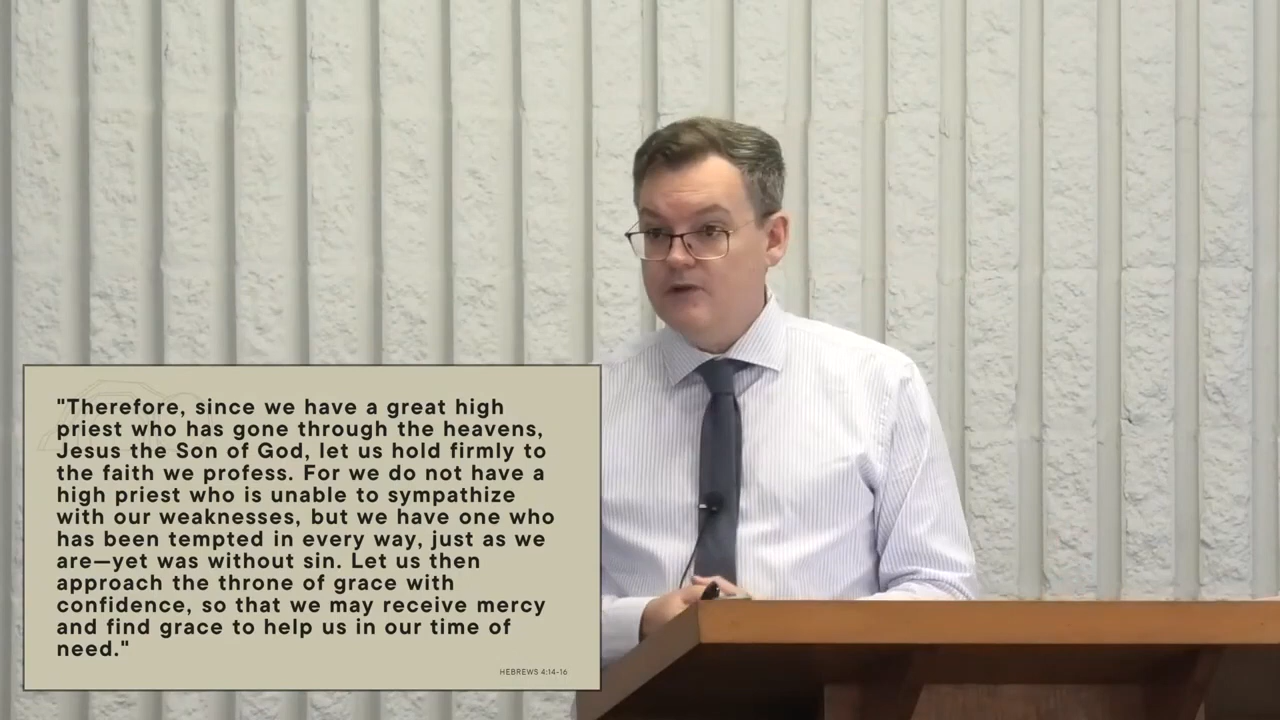 "Therefore, since we have a great high
priest who has gone through the heavens,
Jesus the Son of God, let us hold firmly to
the faith we profess. For we do not have a
high priest who is unable to sympathize
with our weaknesses, but we have one who
has been tempted in every way, just as we
are—yet was without sin. Let us then
approach the throne of grace with
confidence, so that we may receive mercy
and find grace to help us in our time of
need."
HEBREWS 4:14-16